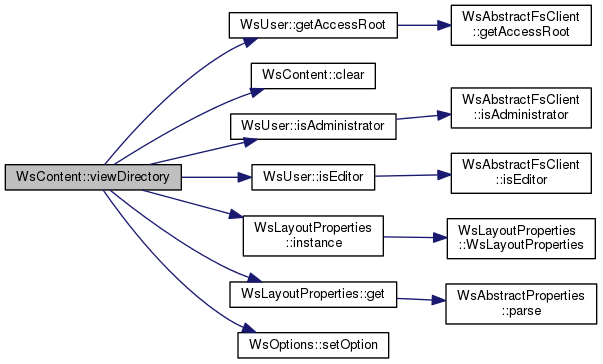 WsUser::getAccessRoot
WsAbstractFsClient
::getAccessRoot
WsContent::clear
WsUser::isAdministrator
WsAbstractFsClient
::isAdministrator
WsContent::viewDirectory
WsUser::isEditor
WsAbstractFsClient
::isEditor
WsLayoutProperties
::instance
WsLayoutProperties
::WsLayoutProperties
WsLayoutProperties::get
WsAbstractProperties
::parse
WsOptions::setOption